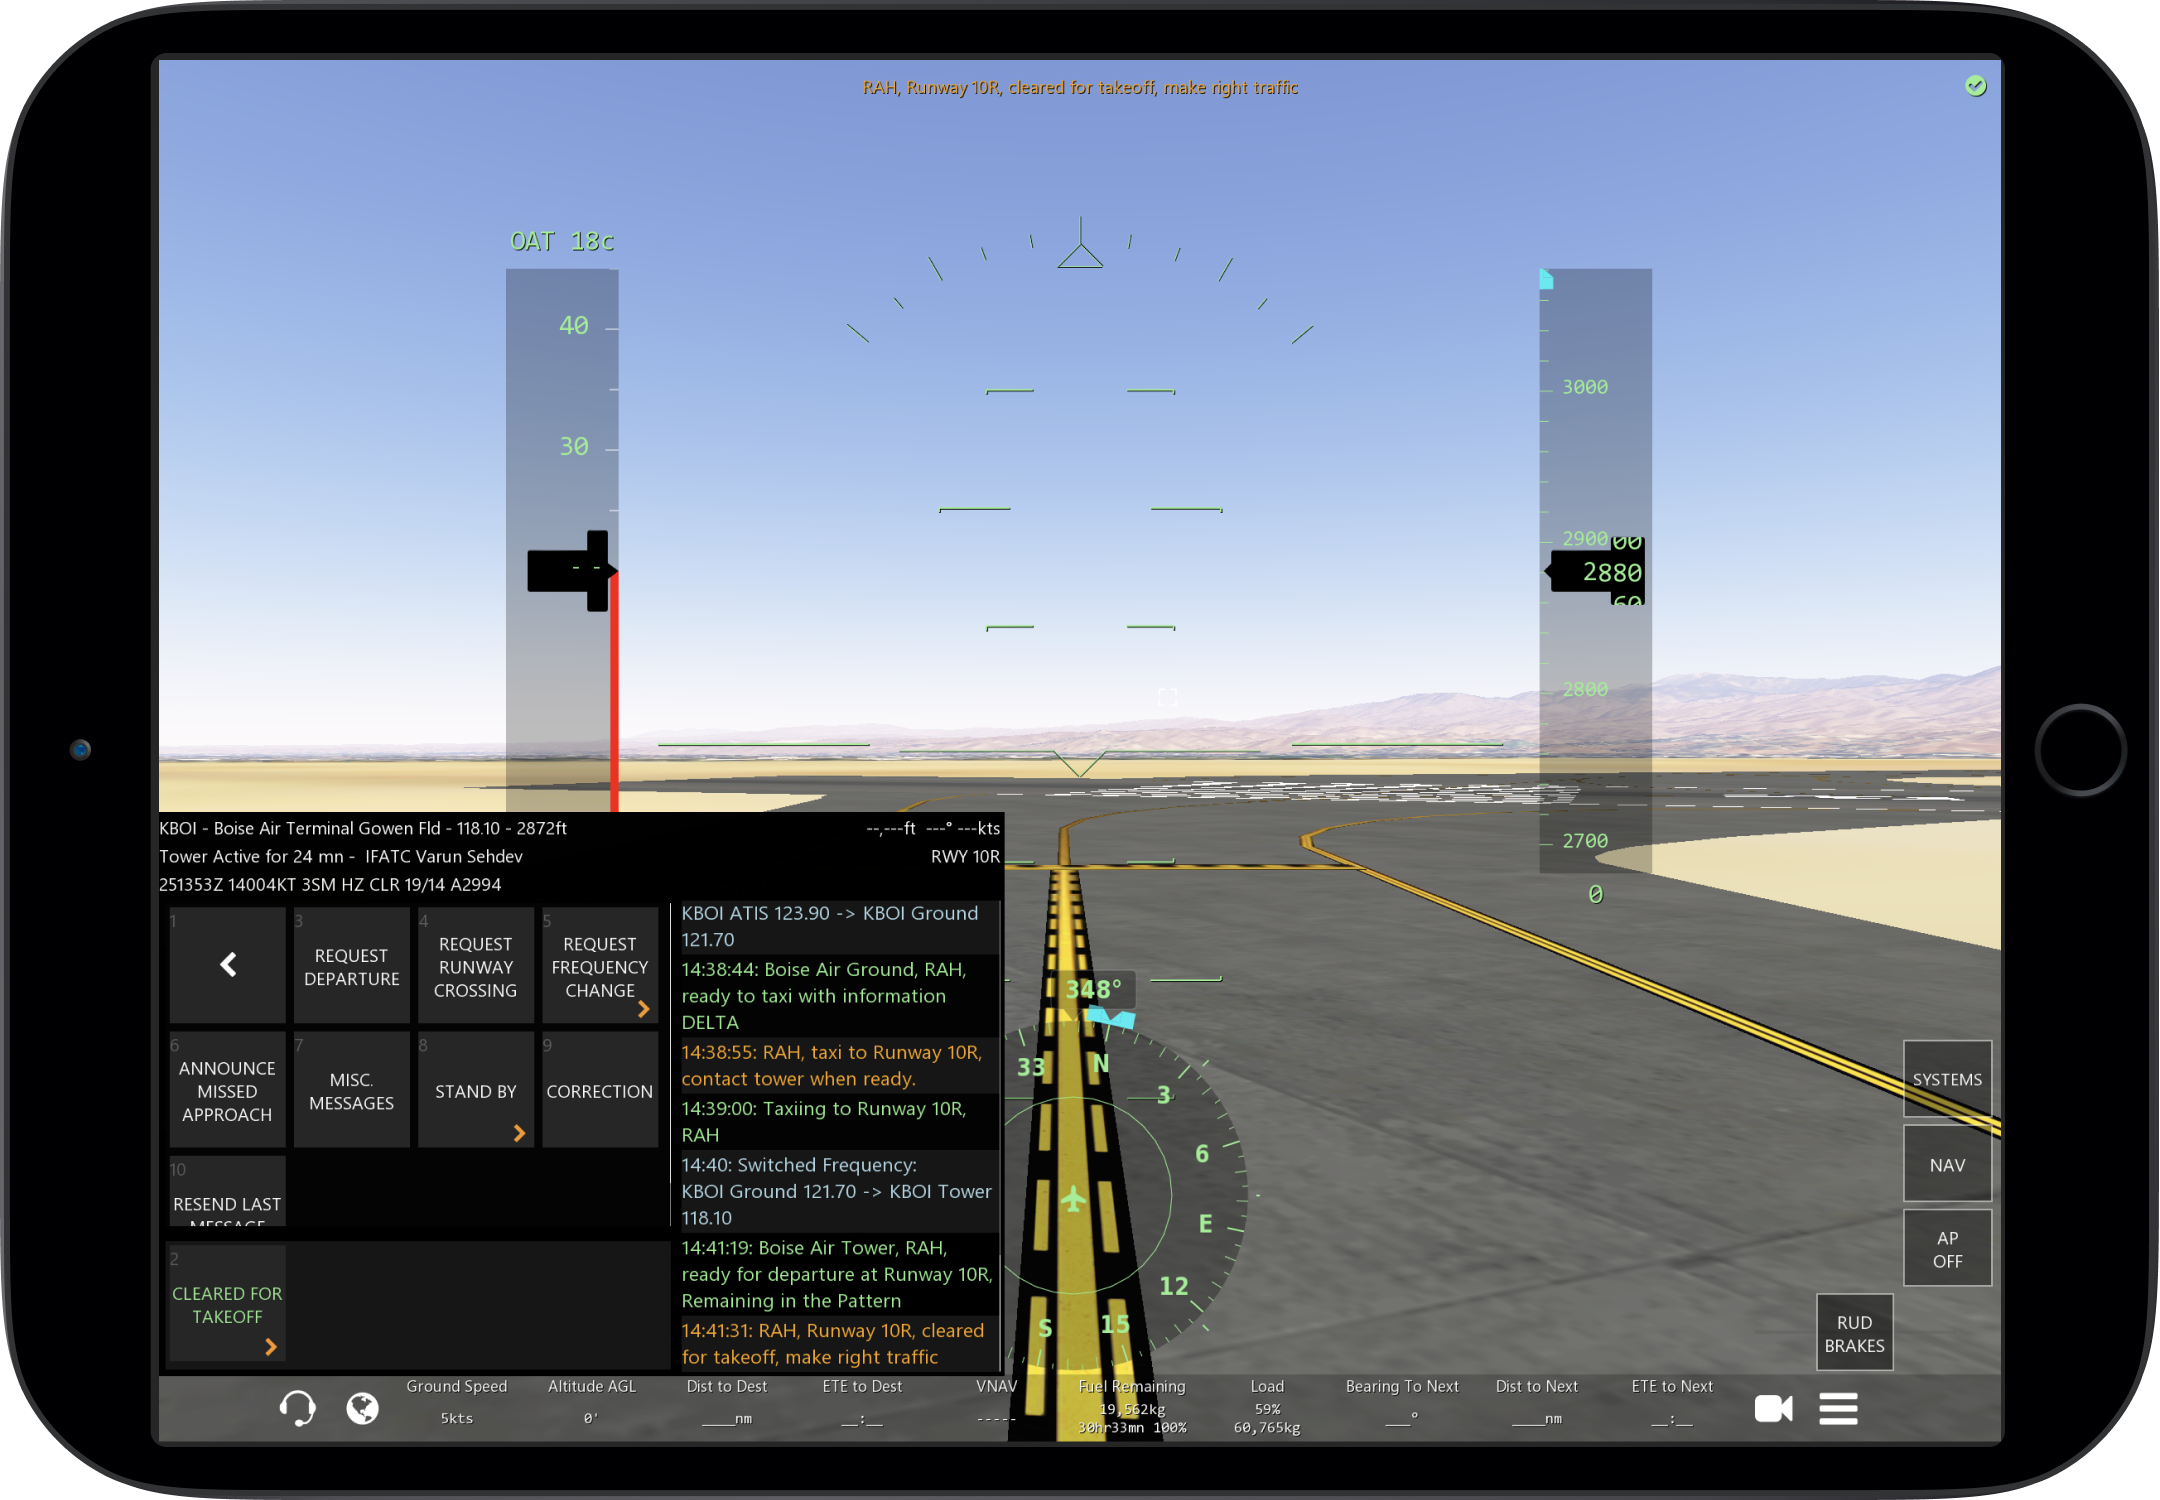 RAH, Runway 10R, cleared for takeoff, make right traffic
OAT 18c
40
30
- -
3000
2900
00
2880
60
2800
2700
0
KBOI - Boise Air Terminal Gowen Fld - 118.10 - 2872ft
--,---ft ---° ---kts
Tower Active for 24 mn - IFATC Varun Sehdev
RWY 10R
251353Z 14004KT 3SM HZ CLR 19/14 A2994
1
3
REQUEST
DEPARTURE
4
REQUEST
RUNWAY
CROSSING
5
REQUEST
FREQUENCY
CHANGE
6
ANNOUNCE
MISSED
APPROACH
7
MISC.
MESSAGES
8
STAND BY
9
CORRECTION
10
RESEND LAST
MESSAGE
2
CLEARED FOR
TAKEOFF
KBOI ATIS 123.90 -> KBOI Ground
121.70
14:38:44: Boise Air Ground, RAH,
ready to taxi with information
DELTA
14:38:55: RAH, taxi to Runway 10R,
contact tower when ready.
14:39:00: Taxiing to Runway 10R,
RAH
14:40: Switched Frequency:
KBOI Ground 121.70 -> KBOI Tower
118.10
14:41:19: Boise Air Tower, RAH,
ready for departure at Runway 10R,
Remaining in the Pattern
14:41:31: RAH, Runway 10R, cleared
for takeoff, make right traffic
348°
33
N
3
6
E
12
15
S
SYSTEMS
NAV
AP
OFF
RUD
BRAKES
Ground Speed
5kts
Altitude AGL
0'
Dist to Dest
___nm
ETE to Dest
__:__
VNAV
-----
Fuel Remaining
19,562kg
30hr33mn 100%
Load
59%
60,765kg
Bearing To Next
___°
Dist to Next
___nm
ETE to Next
__:__